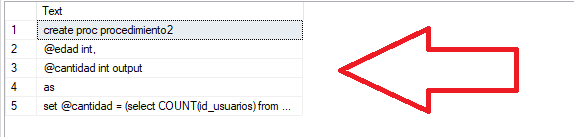 Text
1 create proc procedimiento2
2 @edad int,
3 @cantidad int output
4 as
5 set @cantidad = (select COUNT(id_usuarios) from ...